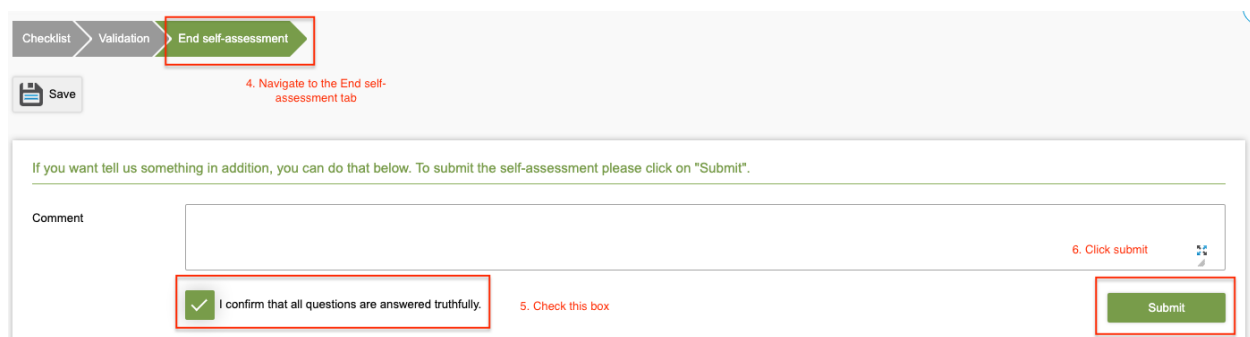 Checklist
Validation
End self-assessment
4. Navigate to the End self-
assessment tab
Save
If you want tell us something in addition, you can do that below. To submit the self-assessment please click on "Submit".
Comment
6. Click submit
I confirm that all questions are answered truthfully.
5. Check this box
Submit